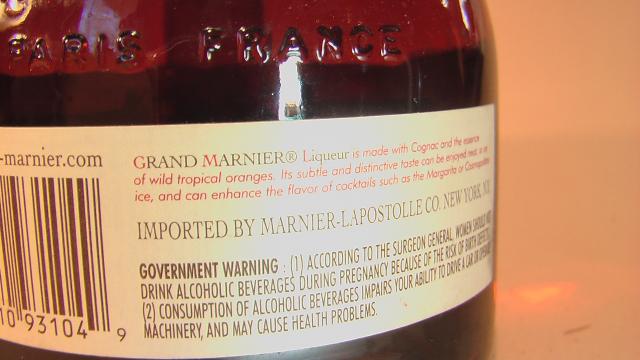 PARIS FRANCE
-marnier.com
GRAND MARNIER® Liqueur is made with Cognac and the essence
of wild tropical oranges. Its subtle and distinctive taste can be enjoyed neat, on
ice, and can enhance the flavor of cocktails such as the Margarita or Cosmopolitan
IMPORTED BY MARNIER-LAPOSTOLLE CO. NEW YORK, NY.
GOVERNMENT WARNING : (1) ACCORDING TO THE SURGEON GENERAL, WOMEN SHOULD NOT
DRINK ALCOHOLIC BEVERAGES DURING PREGNANCY BECAUSE OF THE RISK OF BIRTH DEFECTS.
(2) CONSUMPTION OF ALCOHOLIC BEVERAGES IMPAIRS YOUR ABILITY TO DRIVE A CAR OR OPERATE
MACHINERY, AND MAY CAUSE HEALTH PROBLEMS.
10 93104 9